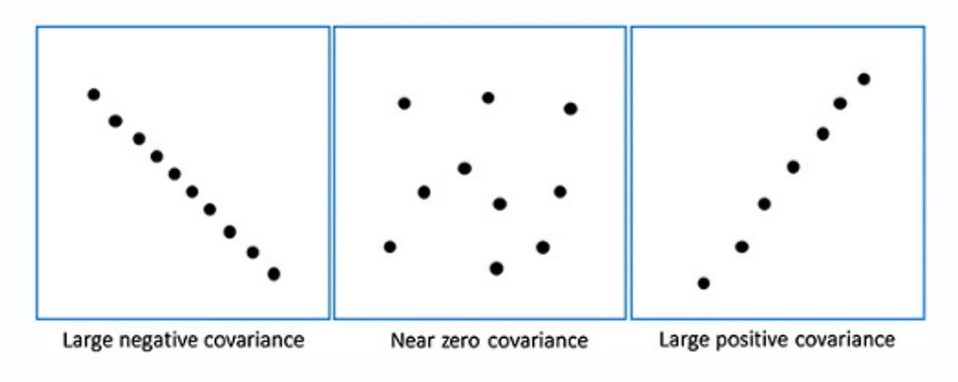 Large negative covariance
Near zero covariance
Large positive covariance